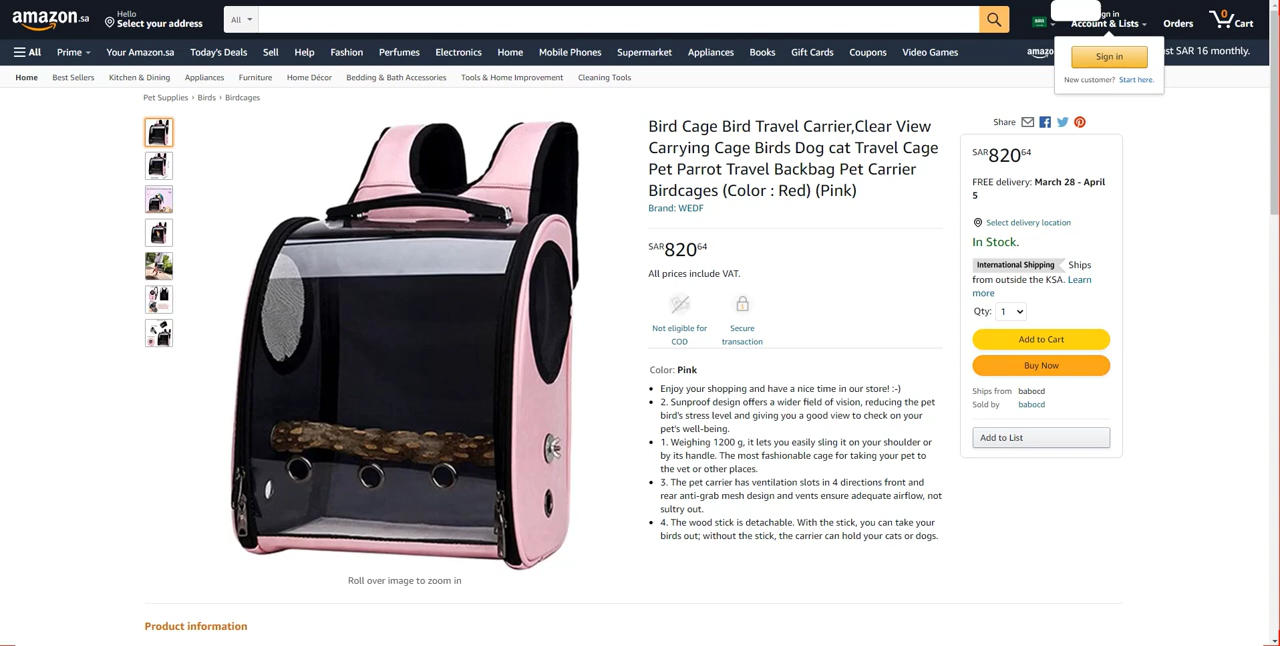 amazon.sa
Hello
Select your address
All
Account & Lists
Orders
0
Cart
All
Prime
Your Amazon.sa
Today's Deals
Sell
Help
Fashion
Perfumes
Electronics
Home
Mobile Phones
Supermarket
Appliances
Books
Gift Cards
Coupons
Video Games
SAR 16 monthly.
Sign in
New customer? Start here.
Home
Best Sellers
Kitchen & Dining
Appliances
Furniture
Home Décor
Bedding & Bath Accessories
Tools & Home Improvement
Cleaning Tools
Pet Supplies › Birds › Birdcages
Roll over image to zoom in
Bird Cage Bird Travel Carrier,Clear View
Carrying Cage Birds Dog cat Travel Cage
Pet Parrot Travel Backbag Pet Carrier
Birdcages (Color : Red) (Pink)
Brand: WEDF
SAR 820 64
All prices include VAT.
Not eligible for
COD
Secure
transaction
Color: Pink
• Enjoy your shopping and have a nice time in our store! :-)
• 2. Sunproof design offers a wider field of vision, reducing the pet
bird's stress level and giving you a good view to check on your
pet's well-being.
• 1. Weighing 1200 g, it lets you easily sling it on your shoulder or
by its handle. The most fashionable cage for taking your pet to
the vet or other places.
• 3. The pet carrier has ventilation slots in 4 directions front and
rear anti-grab mesh design and vents ensure adequate airflow, not
sultry out.
• 4. The wood stick is detachable. With the stick, you can take your
birds out; without the stick, the carrier can hold your cats or dogs.
Share
SAR 820 64
FREE delivery: March 28 - April
5
Select delivery location
In Stock.
International Shipping Ships
from outside the KSA. Learn
more
Qty: 1
Add to Cart
Buy Now
Ships from babocd
Sold by babocd
Add to List
Product information